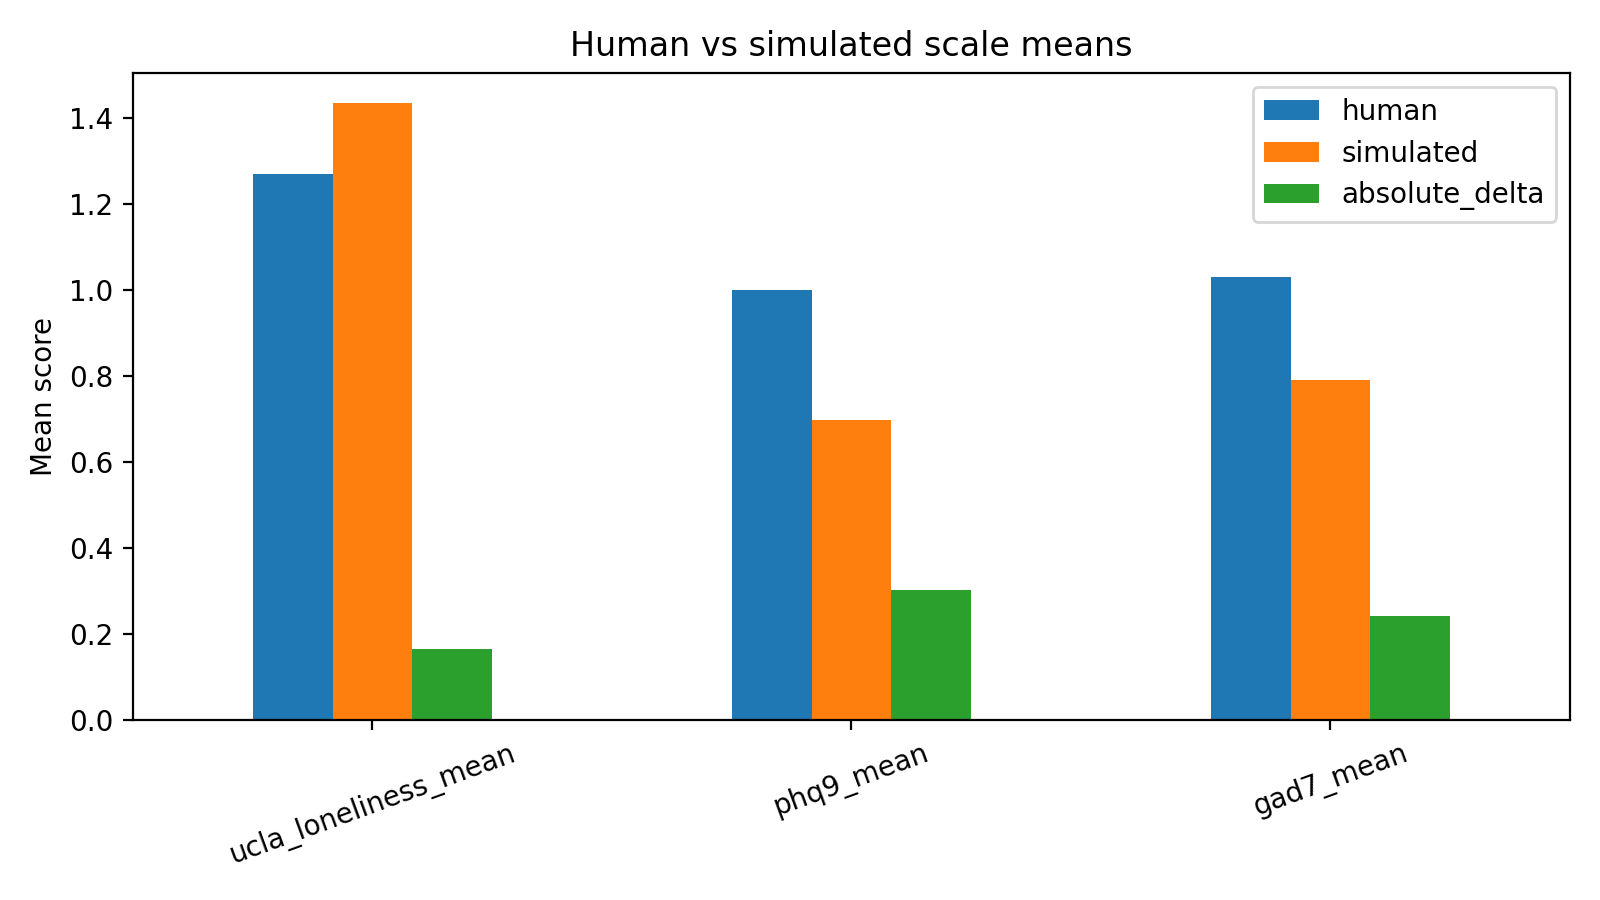 Human vs simulated scale means
human
simulated
absolute_delta
Mean score
1.4
1.2
1.0
0.8
0.6
0.4
0.2
0.0
ucla_loneliness_mean
phq9_mean
gad7_mean